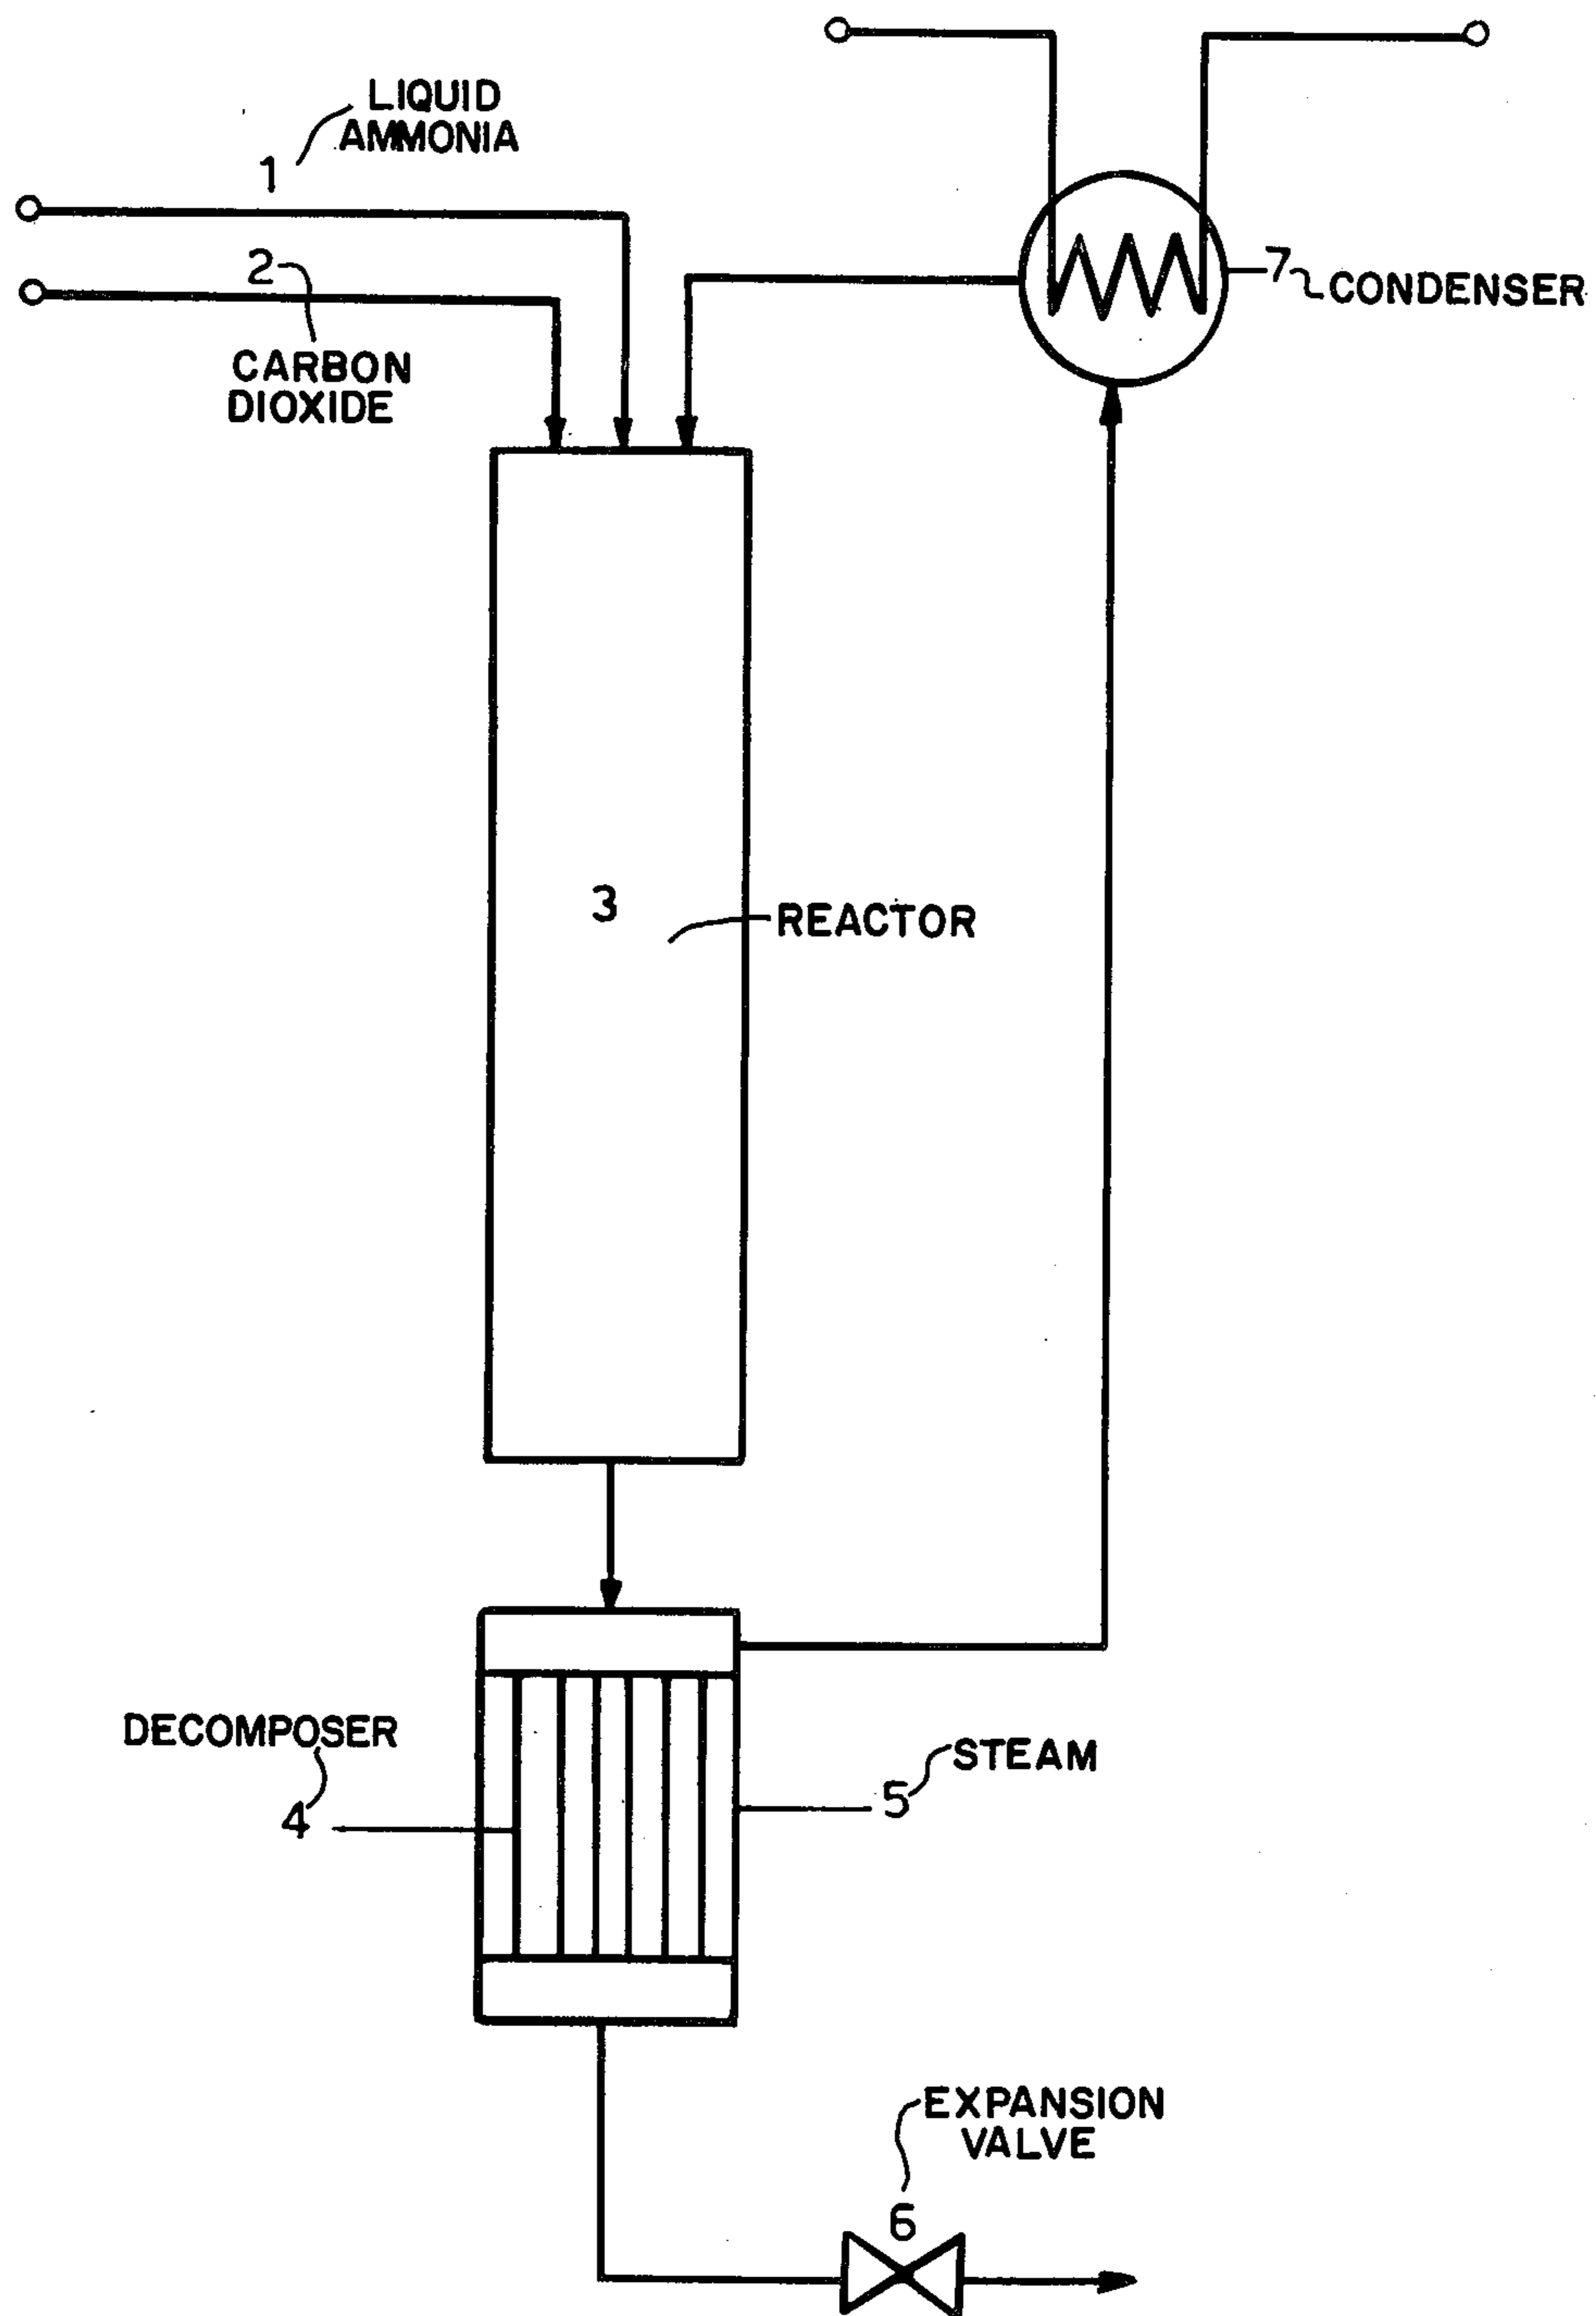 LIQUID
AMMONIA
1
2
CARBON
DIOXIDE
7
CONDENSER
3
REACTOR
DECOMPOSER
4
STEAM
5
EXPANSION
VALVE
6